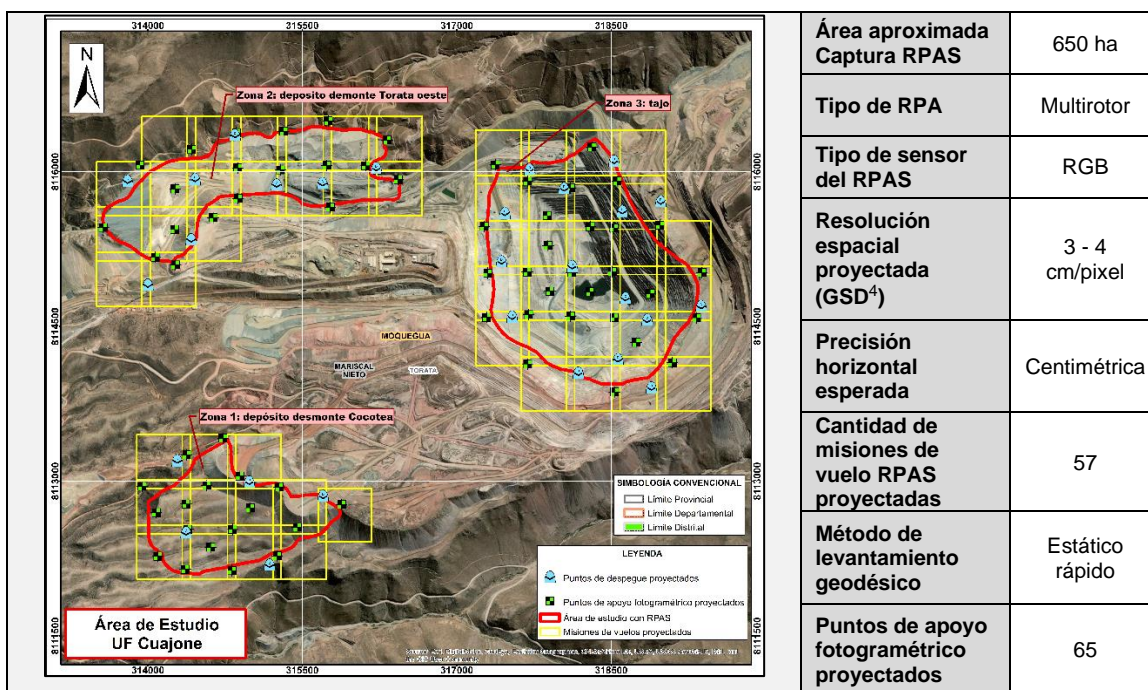 314000 315500 317000 318500
N
Zona 2: deposito demonte Torata oeste
Zona 3: tajo
8116000 8116000
8114500 8114500
MOQUEGUA
MARISCAL
NIETO
TORATA
Zona 1: depósito desmonte Cocotea
8113000 8113000
SIMBOLOGÍA CONVENCIONAL
Límite Provincial
Límite Departamental
Límite Distrital
LEYENDA
Puntos de despegue proyectados
Puntos de apoyo fotogramétrico proyectados
Área de estudio con RPAS
Misiones de vuelos proyectados
Área de Estudio
UF Cuajone
8111500 8111500
314000 315500 317000 318500
Área aproximada
Captura RPAS
650 ha
Tipo de RPA
Multirotor
Tipo de sensor
del RPAS
RGB
Resolución
espacial
proyectada
(GSD4)
3 - 4
cm/pixel
Precisión
horizontal
esperada
Centimétrica
Cantidad de
misiones de
vuelo RPAS
proyectadas
57
Método de
levantamiento
geodésico
Estático
rápido
Puntos de apoyo
fotogramétrico
proyectados
65